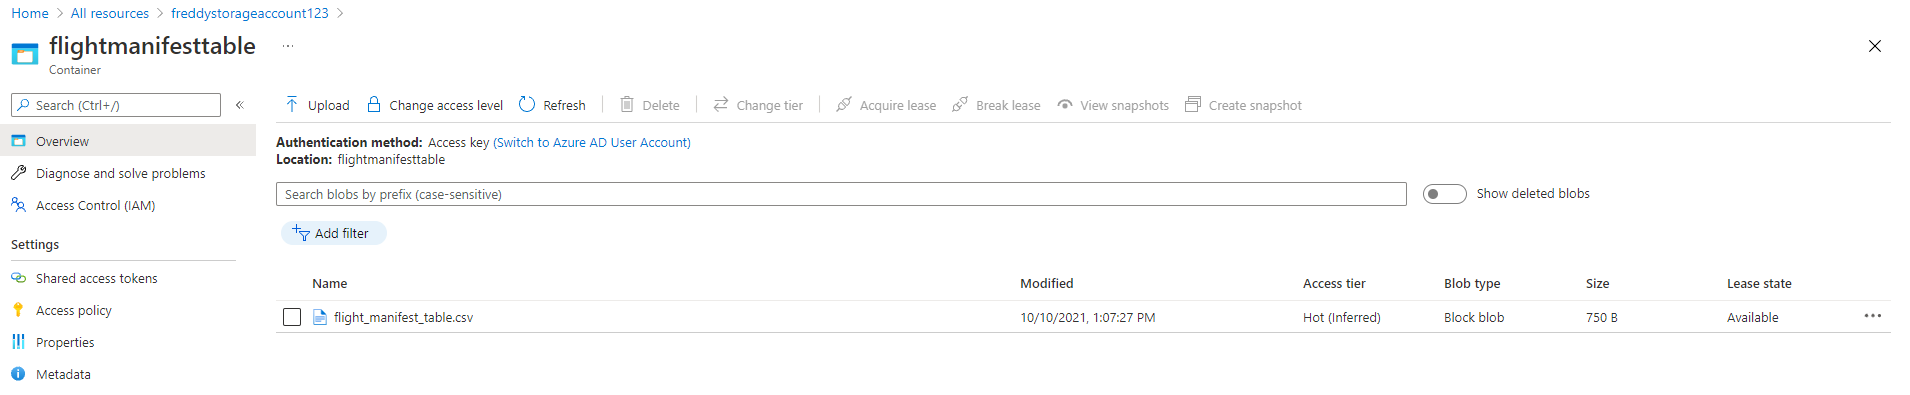 Home > All resources > freddystorageaccount123 >
flightmanifesttable ...
Container
Search (Ctrl+/) «
Overview
Diagnose and solve problems
Access Control (IAM)
Settings
Shared access tokens
Access policy
Properties
Metadata
Upload Change access level Refresh Delete Change tier Acquire lease Break lease View snapshots Create snapshot
Authentication method: Access key (Switch to Azure AD User Account)
Location: flightmanifesttable
Search blobs by prefix (case-sensitive) Show deleted blobs
Add filter
Name Modified Access tier Blob type Size Lease state
flight_manifest_table.csv 10/10/2021, 1:07:27 PM Hot (Inferred) Block blob 750 B Available ...